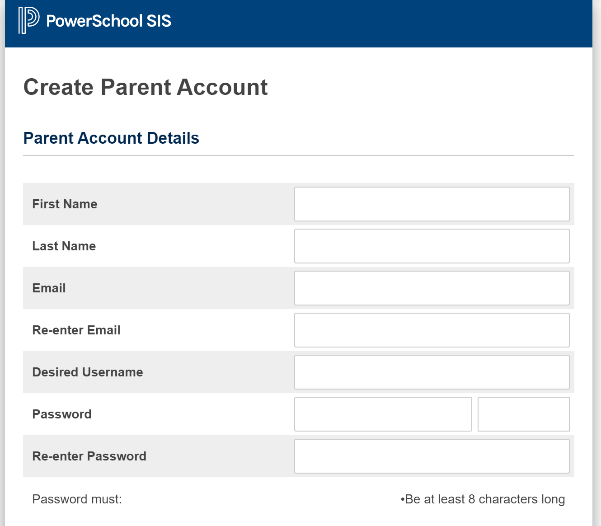 PowerSchool SIS
Create Parent Account
Parent Account Details
First Name
Last Name
Email
Re-enter Email
Desired Username
Password
Re-enter Password
Password must: •Be at least 8 characters long